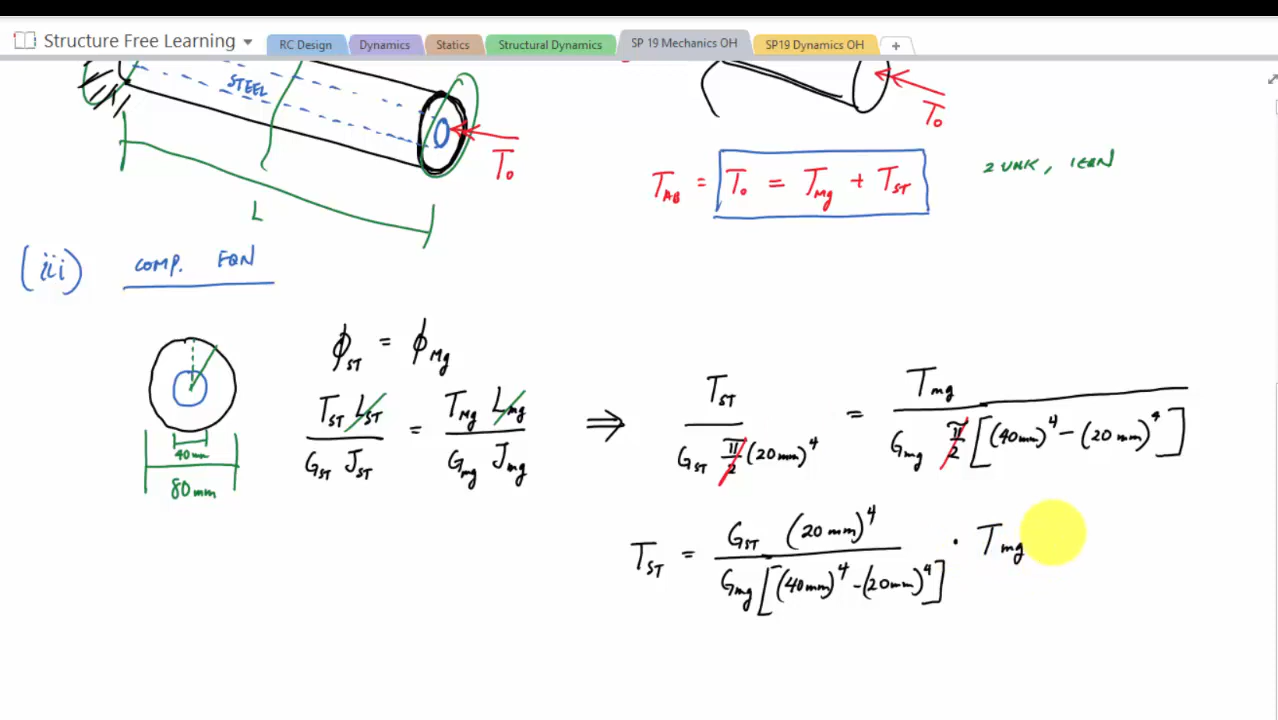 Structure Free Learning
RC Design Dynamics Statics Structural Dynamics SP 19 Mechanics OH SP19 Dynamics OH +
STEEL
T₀
L
T₀
T_AB = T₀ = T_Mg + T_ST
2 UNK, 1 EQN
(iii) COMP. EQN
40mm
80mm
ϕ_ST = ϕ_Mg
T_ST L_ST / G_ST J_ST = T_Mg L_mg / G_mg J_mg
⇒ T_ST / G_ST π/2 (20mm)⁴ = T_mg / G_mg π/2 [(40mm)⁴ - (20mm)⁴]
T_ST = G_ST (20mm)⁴ / G_mg [(40mm)⁴ - (20mm)⁴] · T_mg